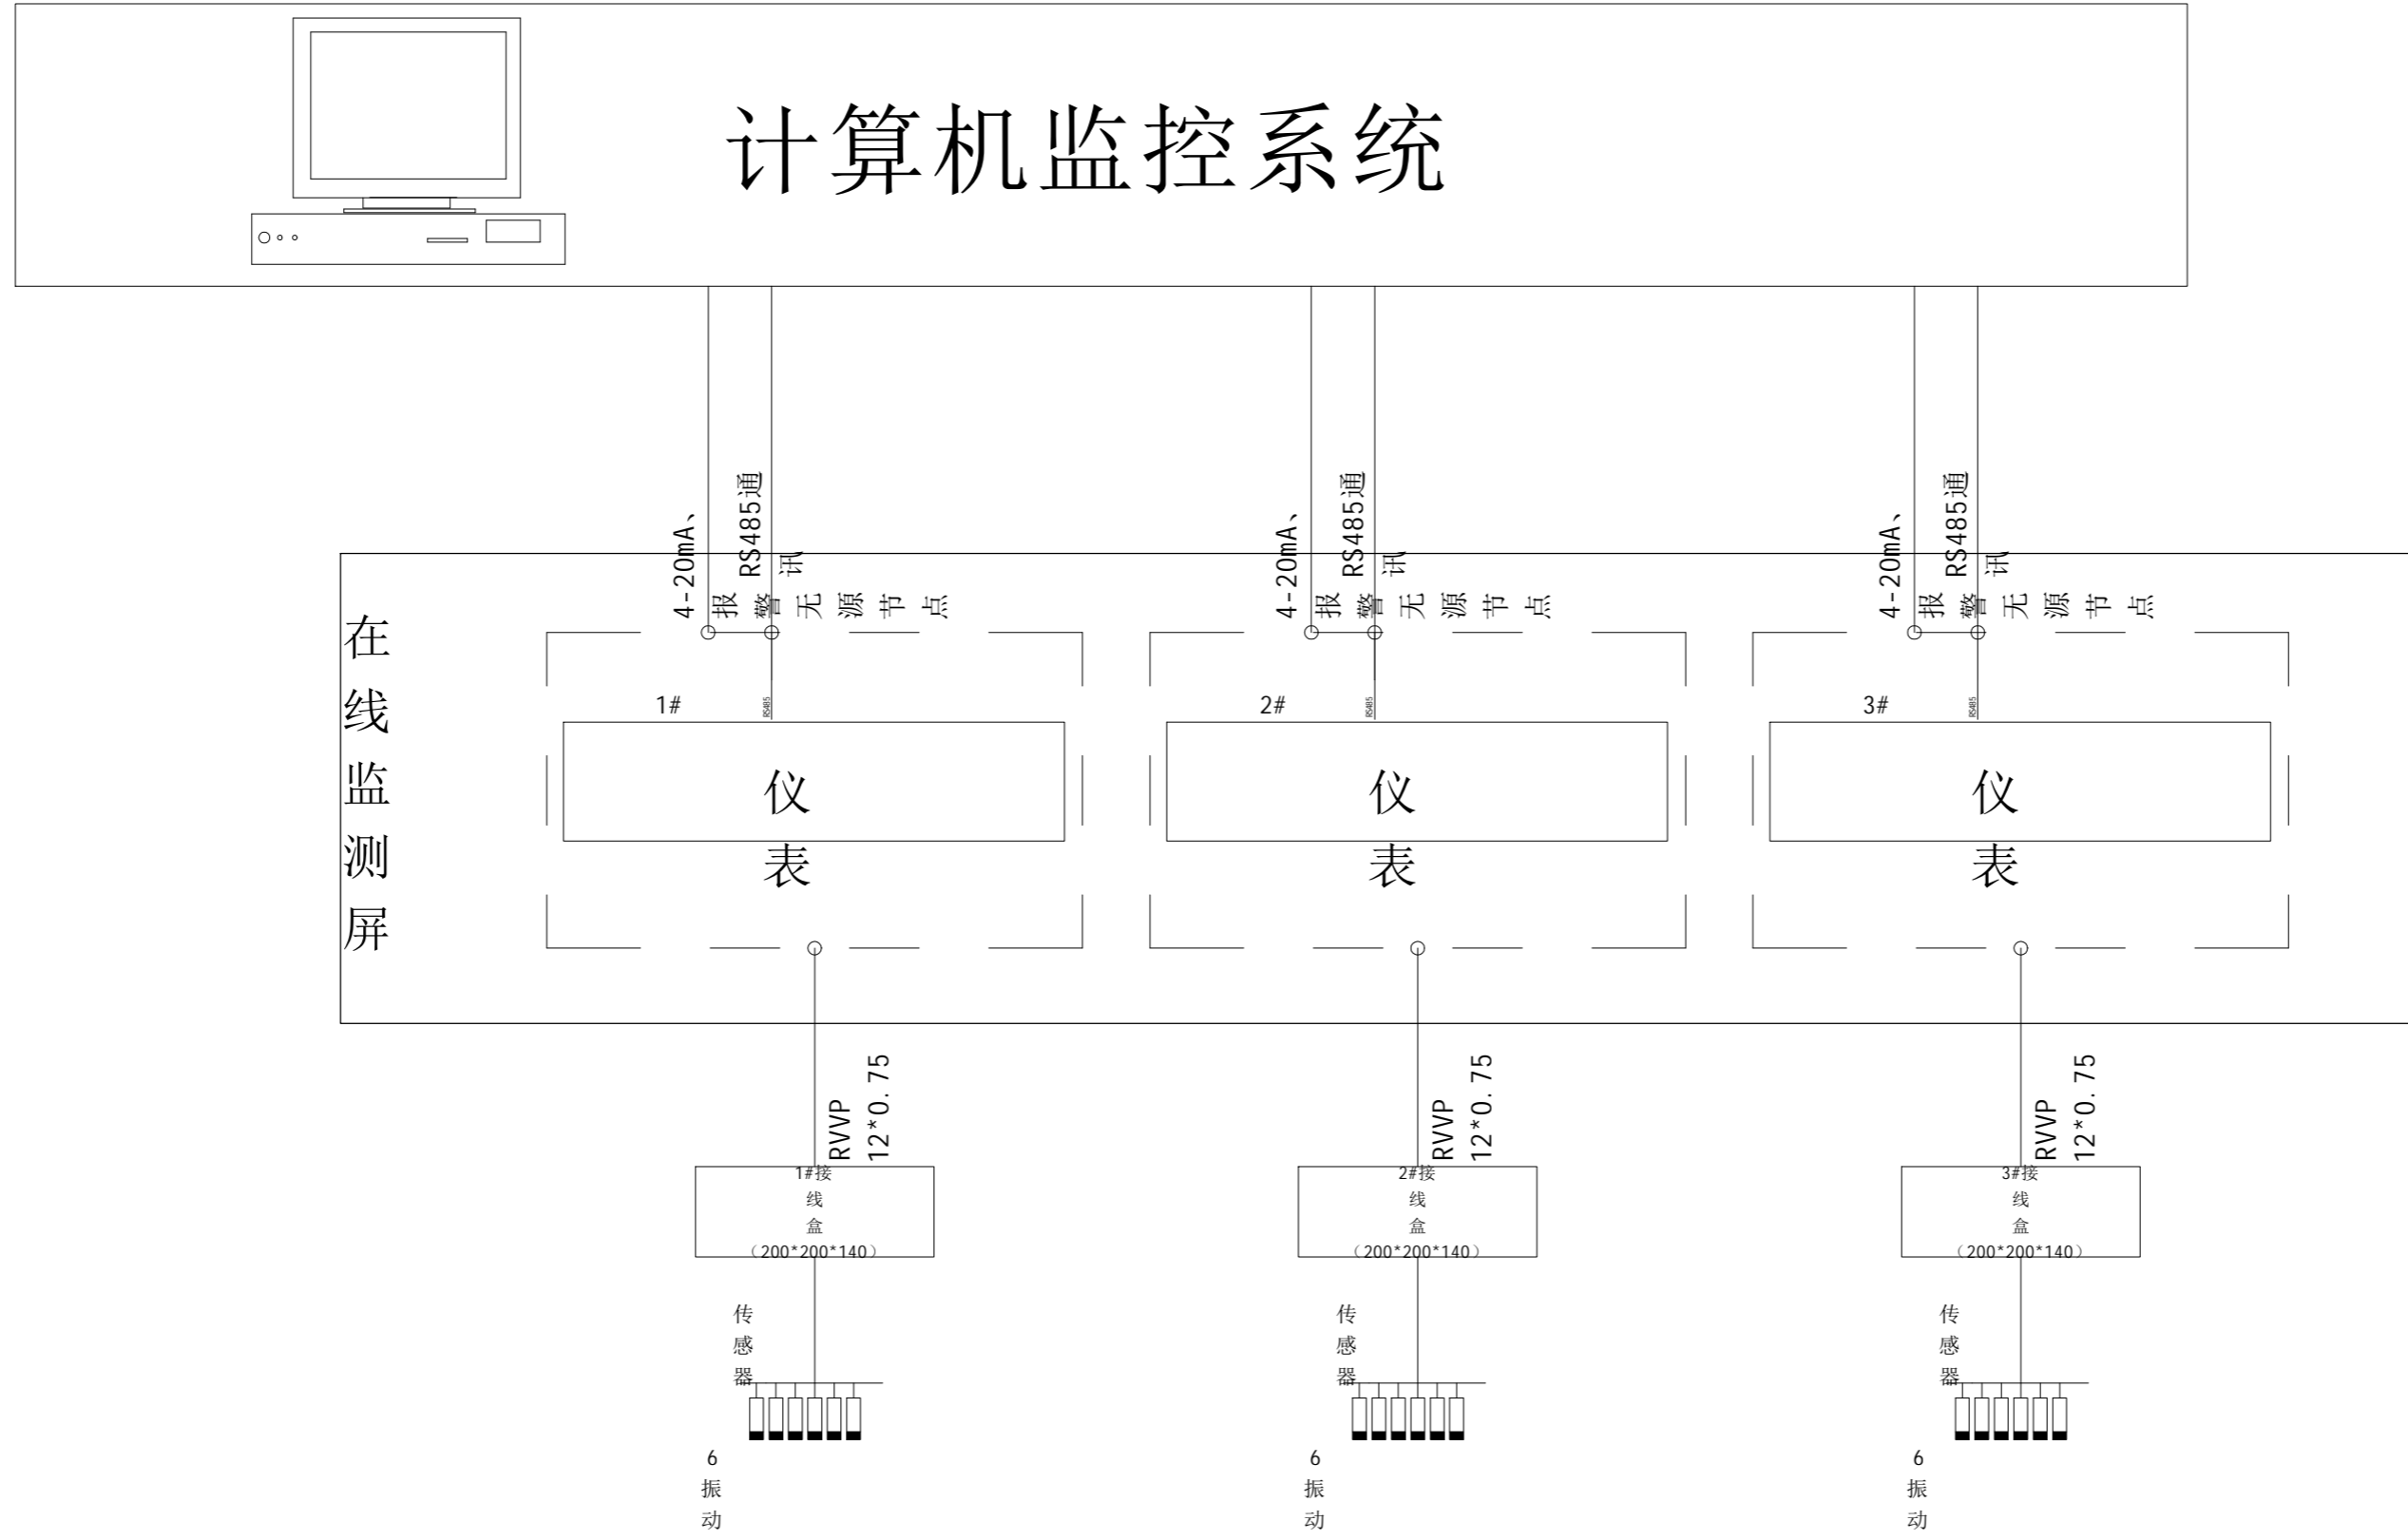 计算机监控系统
4-20mA、
报警无源节点
RS485通
讯
4-20mA、
报警无源节点
RS485通
讯
4-20mA、
报警无源节点
RS485通
讯
在
线
监
测
屏
1#
RS485
2#
RS485
3#
RS485
仪
表
仪
表
仪
表
RVVP
12*0.75
RVVP
12*0.75
RVVP
12*0.75
1#接
线
盒
(200*200*140)
2#接
线
盒
(200*200*140)
3#接
线
盒
(200*200*140)
传
感
器
传
感
器
传
感
器
6
振
动
6
振
动
6
振
动